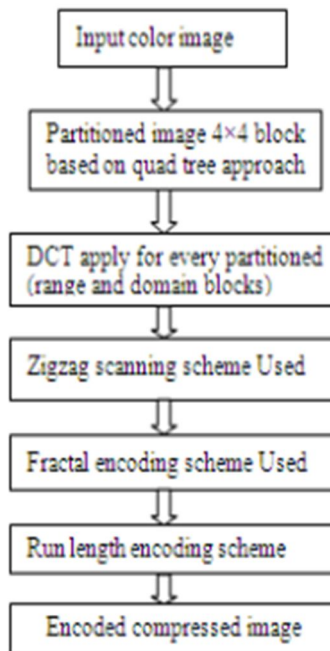 Input color image
Partitioned image 4×4 block
based on quad tree approach
DCT apply for every partitioned
(range and domain blocks)
Zigzag scanning scheme Used
Fractal encoding scheme Used
Run length encoding scheme
Encoded compressed image